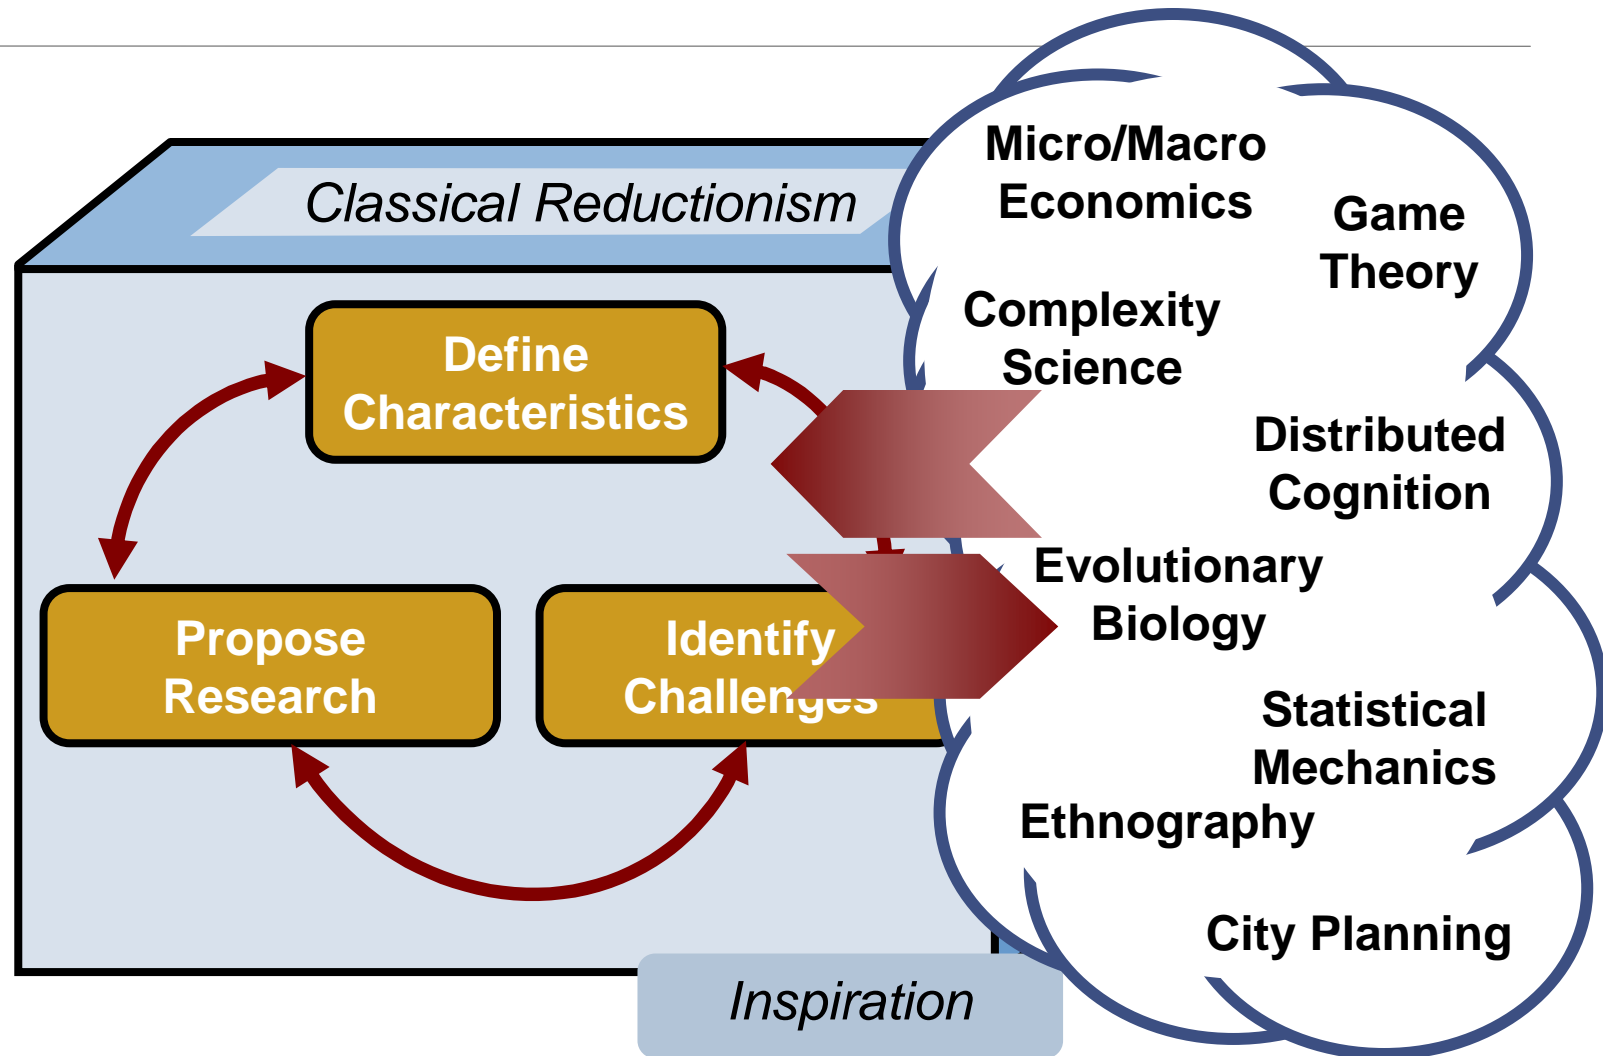 Classical Reductionism
Define
Characteristics
Propose
Research
Identify
Challenges
Inspiration
Micro/Macro
Economics
Game
Theory
Complexity
Science
Distributed
Cognition
Evolutionary
Biology
Statistical
Mechanics
Ethnography
City Planning